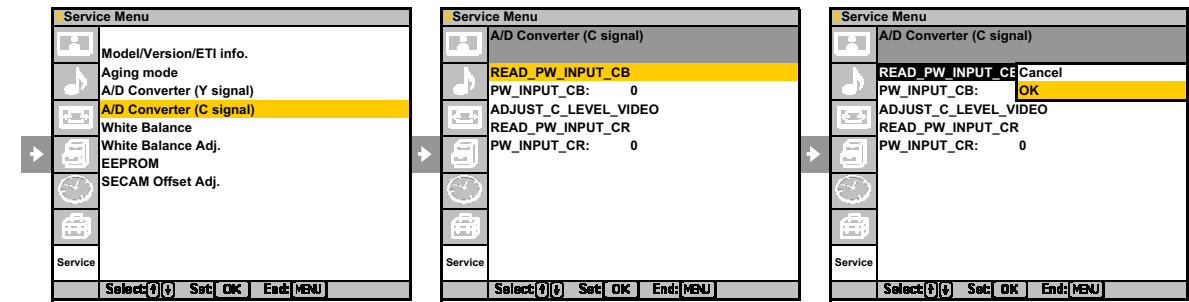 Service Menu
Model/Version/ETI info.
Aging mode
A/D Converter (Y signal)
A/D Converter (C signal)
White Balance
White Balance Adj.
EEPROM
SECAM Offset Adj.
Service
Select: Set: OK End: MENU
Service Menu
A/D Converter (C signal)
READ_PW_INPUT_CB
PW_INPUT_CB: 0
ADJUST_C_LEVEL_VIDEO
READ_PW_INPUT_CR
PW_INPUT_CR: 0
Service
Select: Set: OK End: MENU
Service Menu
A/D Converter (C signal)
READ_PW_INPUT_CB Cancel
PW_INPUT_CB: OK
ADJUST_C_LEVEL_VIDEO
READ_PW_INPUT_CR
PW_INPUT_CR: 0
Service
Select: Set: OK End: MENU